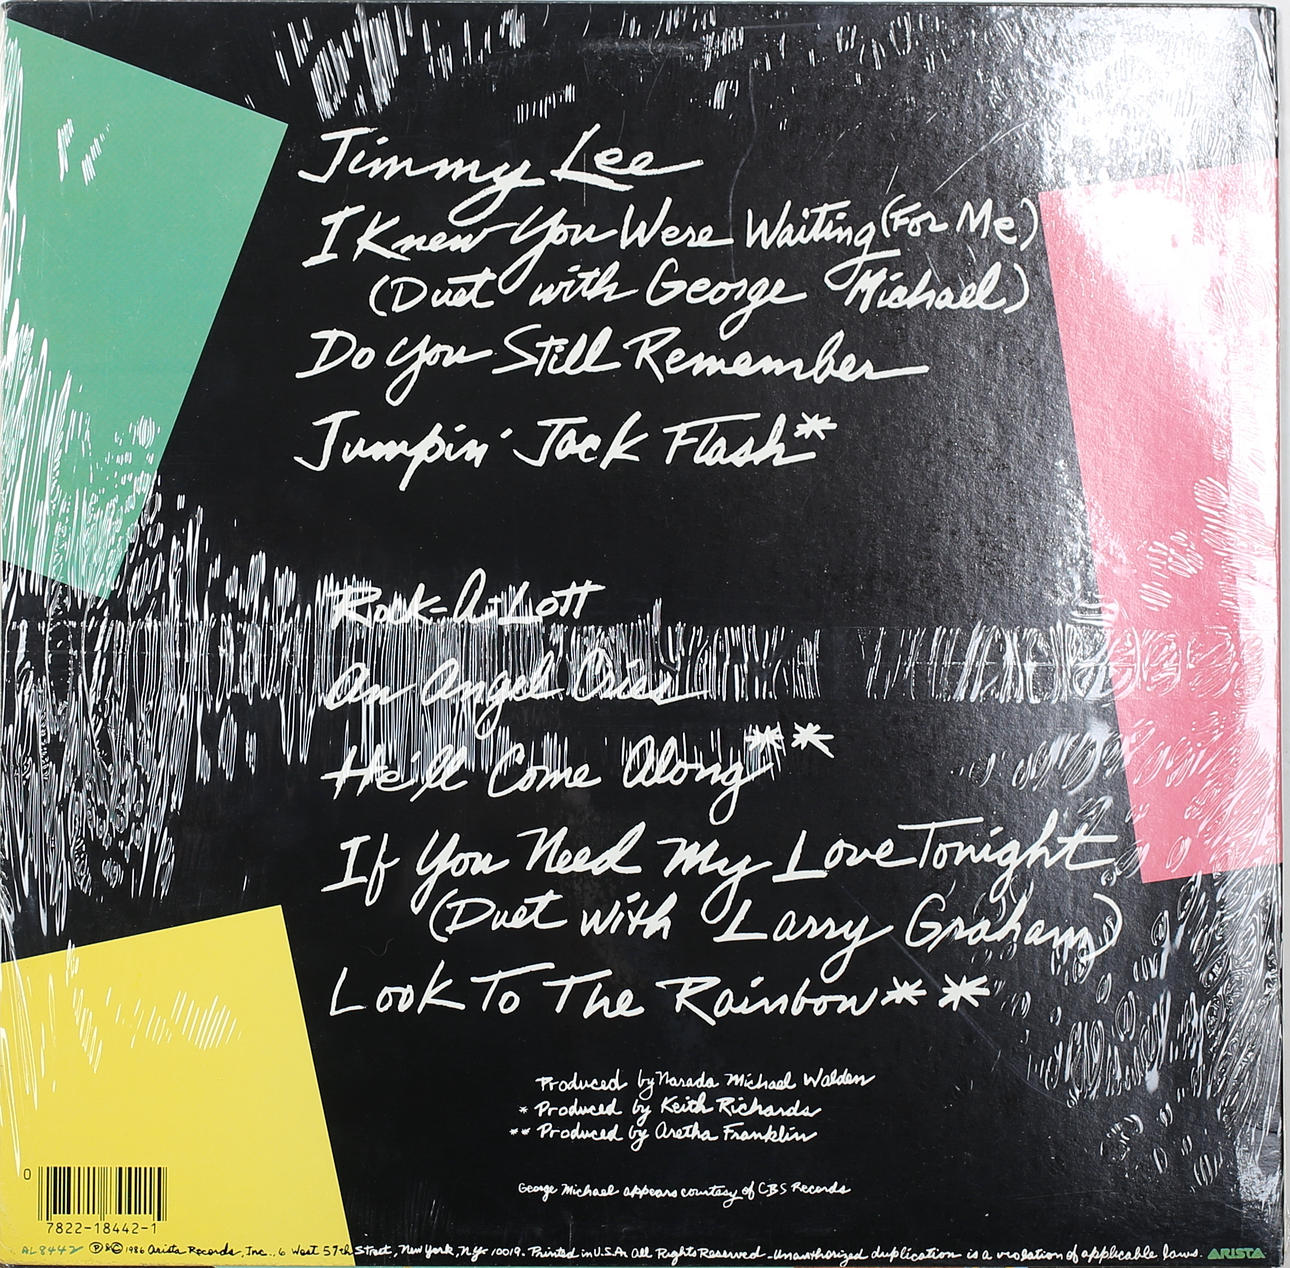 Jimmy Lee
I Knew You Were Waiting (For Me)
(Duet with George Michael)
Do You Still Remember
Jumpin' Jack Flash*
Rock-A-Lott
An Angel Cries
He'll Come Along**
If You Need My Love Tonight
(Duet with Larry Graham)
Look To The Rainbow**
Produced by Narada Michael Walden
* Produced by Keith Richards
** Produced by Aretha Franklin
George Michael appears courtesy of CBS Records
0
7822-18442-1
AL8442 Ⓟ&© 1986 Arista Records, Inc., 6 West 57th Street, New York, N.Y. 10019. Printed in U.S.A. All Rights Reserved. Unauthorized duplication is a violation of applicable laws. ARISTA